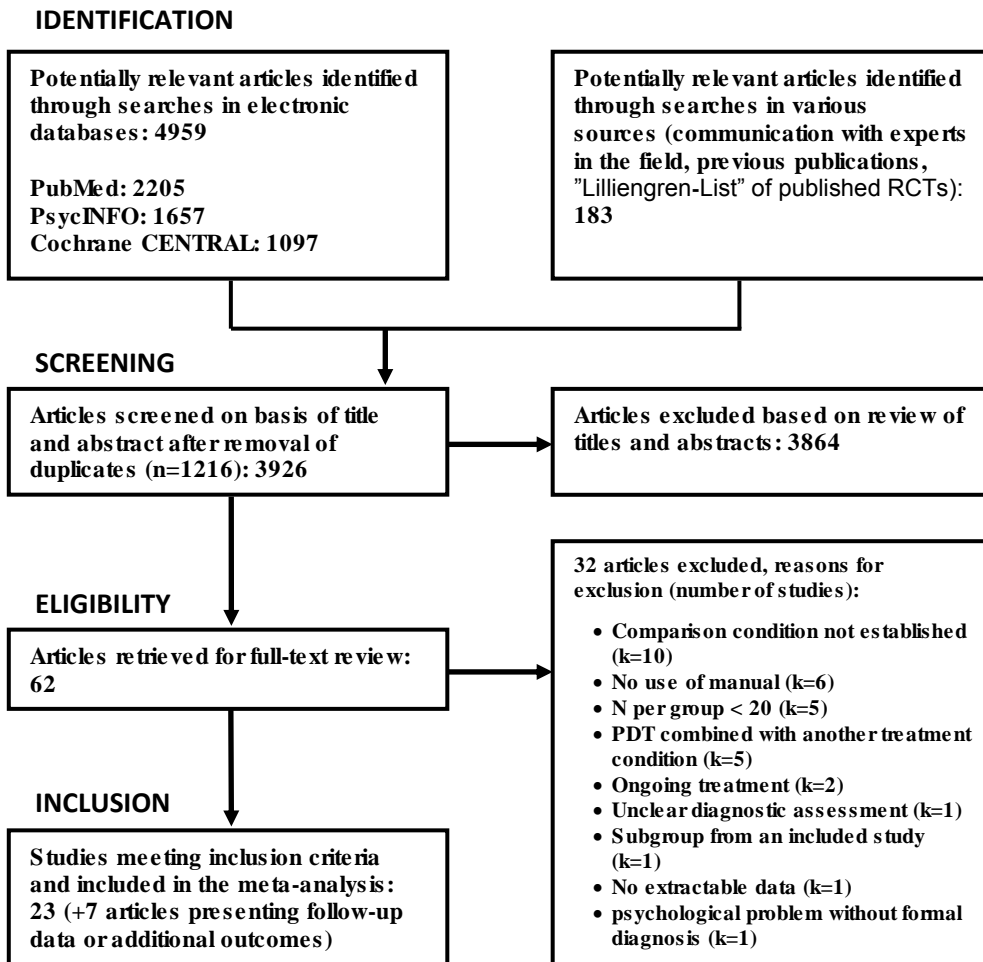 IDENTIFICATION
Potentially relevant articles identified
through searches in electronic
databases: 4959
PubMed: 2205
PsycINFO: 1657
Cochrane CENTRAL: 1097
Potentially relevant articles identified
through searches in various
sources (communication with experts
in the field, previous publications,
”Lilliengren-List” of published RCTs):
183
SCREENING
Articles screened on basis of title
and abstract after removal of
duplicates (n=1216): 3926
Articles excluded based on review of
titles and abstracts: 3864
ELIGIBILITY
Articles retrieved for full-text review:
62
32 articles excluded, reasons for
exclusion (number of studies):
• Comparison condition not established
(k=10)
• No use of manual (k=6)
• N per group < 20 (k=5)
• PDT combined with another treatment
condition (k=5)
• Ongoing treatment (k=2)
• Unclear diagnostic assessment (k=1)
• Subgroup from an included study
(k=1)
• No extractable data (k=1)
• psychological problem without formal
diagnosis (k=1)
INCLUSION
Studies meeting inclusion criteria
and included in the meta-analysis:
23 (+7 articles presenting follow-up
data or additional outcomes)